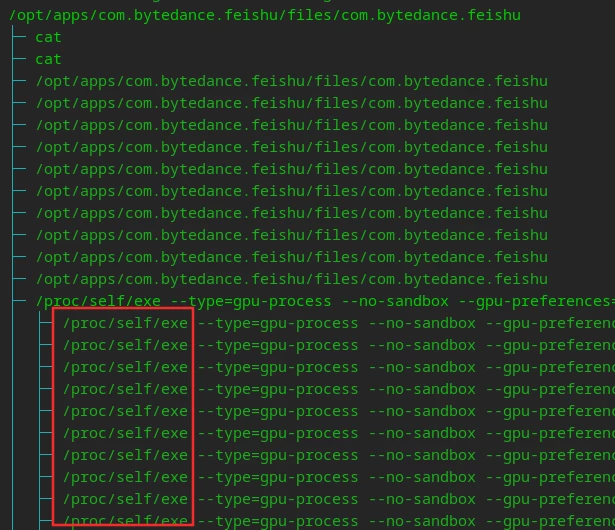 /opt/apps/com.bytedance.feishu/files/com.bytedance.feishu
cat
cat
/opt/apps/com.bytedance.feishu/files/com.bytedance.feishu
/opt/apps/com.bytedance.feishu/files/com.bytedance.feishu
/opt/apps/com.bytedance.feishu/files/com.bytedance.feishu
/opt/apps/com.bytedance.feishu/files/com.bytedance.feishu
/opt/apps/com.bytedance.feishu/files/com.bytedance.feishu
/opt/apps/com.bytedance.feishu/files/com.bytedance.feishu
/opt/apps/com.bytedance.feishu/files/com.bytedance.feishu
/opt/apps/com.bytedance.feishu/files/com.bytedance.feishu
/opt/apps/com.bytedance.feishu/files/com.bytedance.feishu
/opt/apps/com.bytedance.feishu/files/com.bytedance.feishu
/proc/self/exe --type=gpu-process --no-sandbox --gpu-preferences=
/proc/self/exe --type=gpu-process --no-sandbox --gpu-preferenc
/proc/self/exe --type=gpu-process --no-sandbox --gpu-preferenc
/proc/self/exe --type=gpu-process --no-sandbox --gpu-preferenc
/proc/self/exe --type=gpu-process --no-sandbox --gpu-preferenc
/proc/self/exe --type=gpu-process --no-sandbox --gpu-preferenc
/proc/self/exe --type=gpu-process --no-sandbox --gpu-preferenc
/proc/self/exe --type=gpu-process --no-sandbox --gpu-preferenc
/proc/self/exe --type=gpu-process --no-sandbox --gpu-preferenc
/proc/self/exe --type=gpu-process --no-sandbox --gpu-preferenc
/proc/self/exe --type=gpu-process --no-sandbox --gpu-preferenc